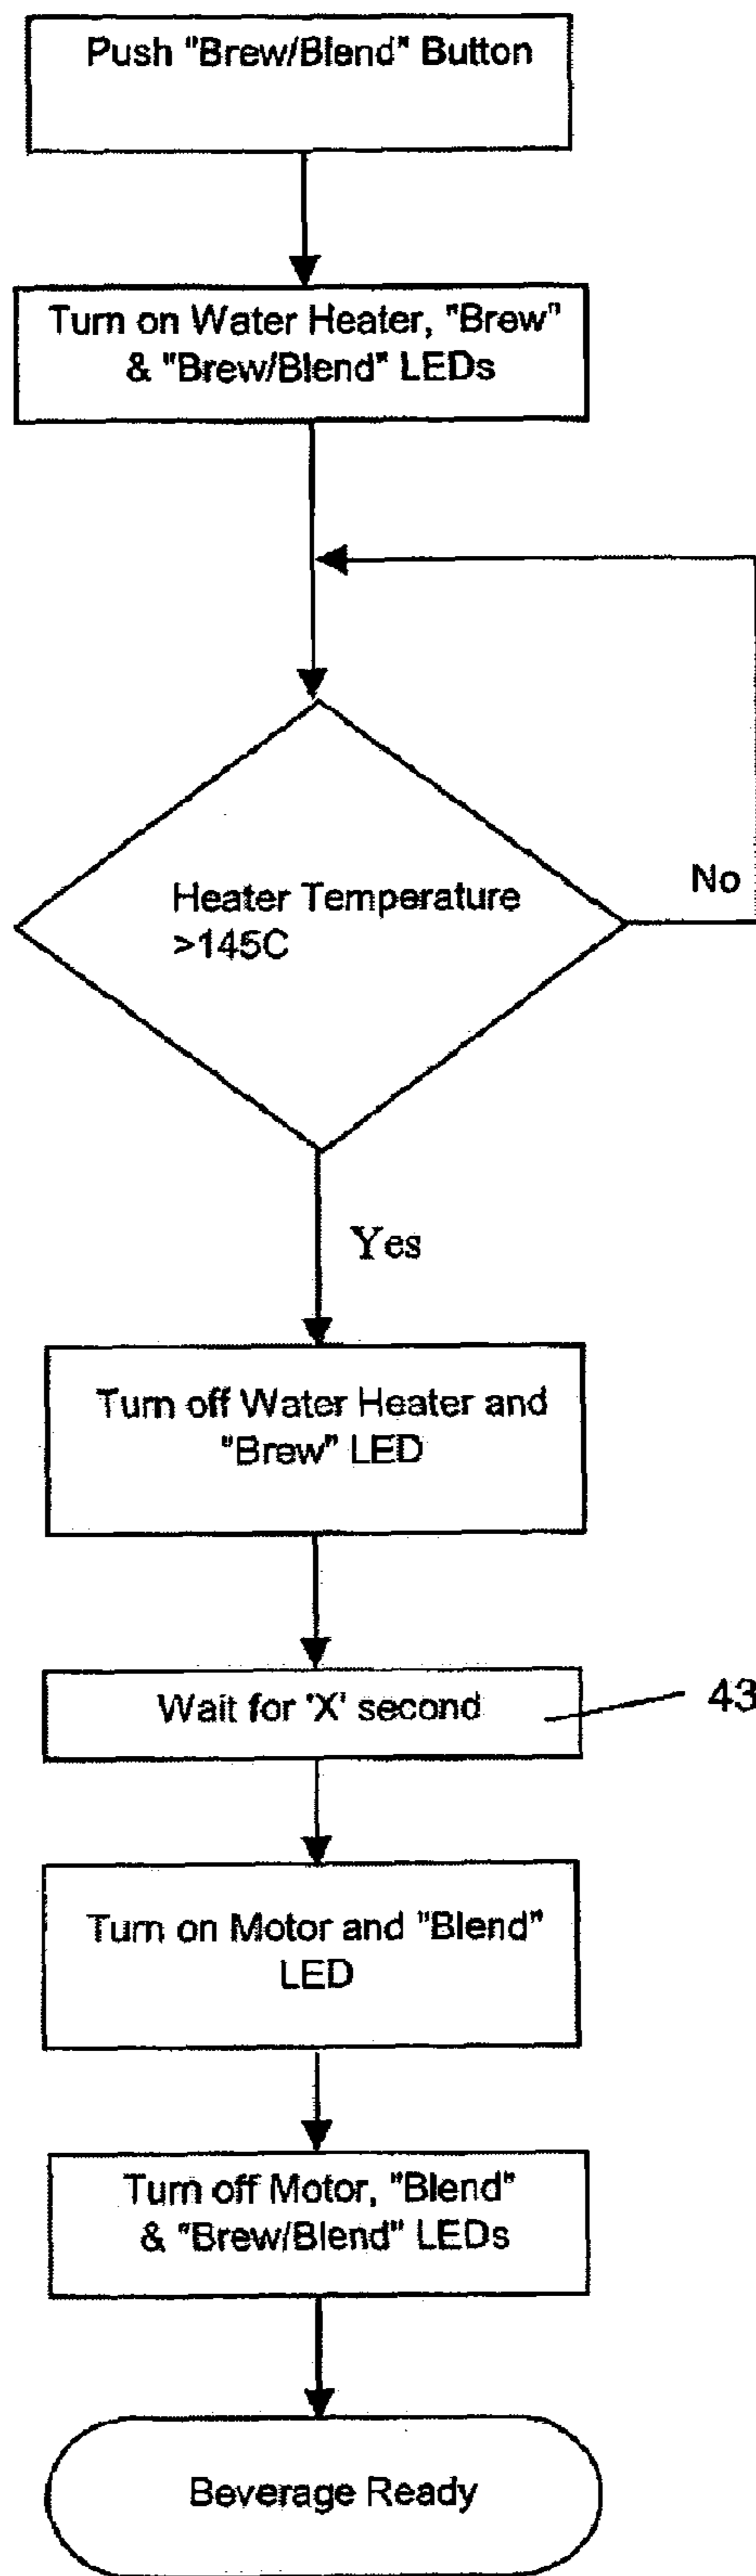 Push "Brew/Blend" Button
Turn on Water Heater, "Brew"
& "Brew/Blend" LEDs
No
Heater Temperature
>145C
Yes
Turn off Water Heater and
"Brew" LED
Wait for 'X' second
43
Turn on Motor and "Blend"
LED
Turn off Motor, "Blend"
& "Brew/Blend" LEDs
Beverage Ready